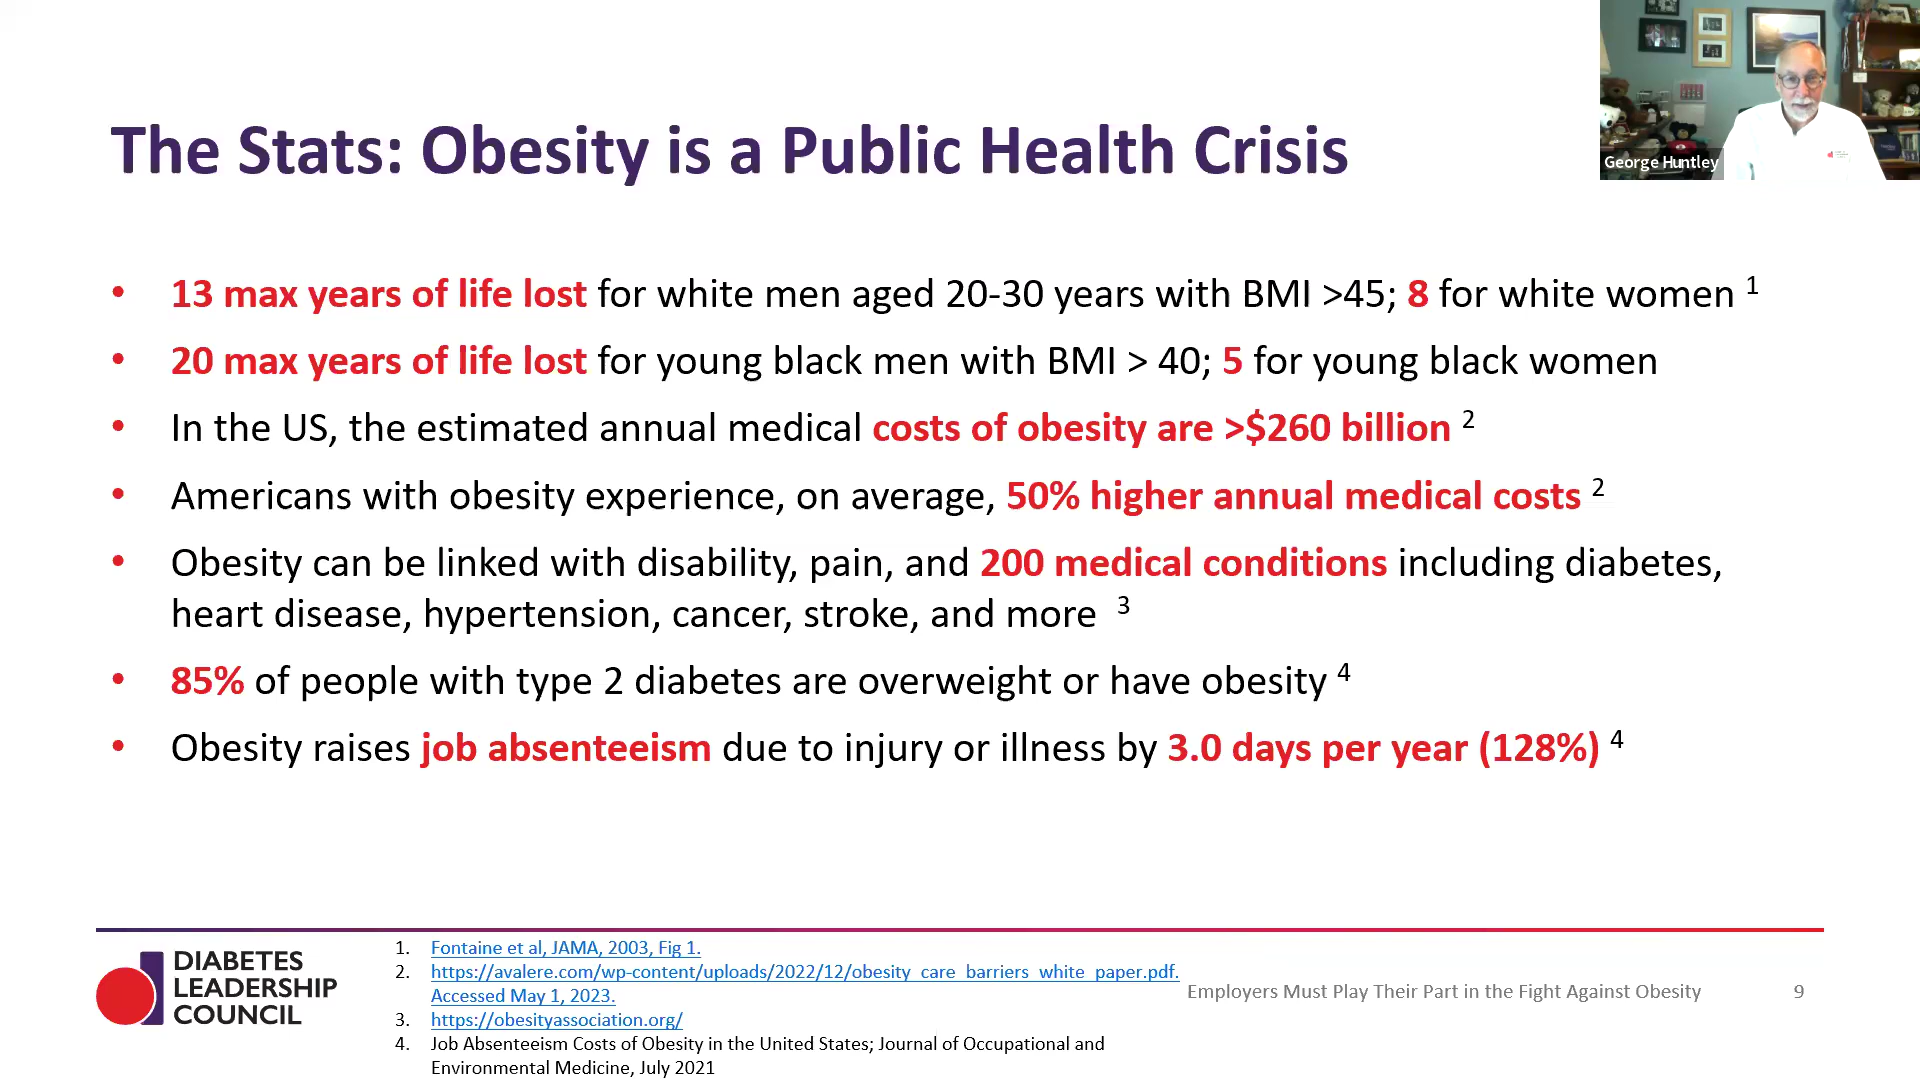 The Stats: Obesity is a Public Health Crisis
George Huntley
• 13 max years of life lost for white men aged 20-30 years with BMI >45; 8 for white women 1
• 20 max years of life lost for young black men with BMI > 40; 5 for young black women
• In the US, the estimated annual medical costs of obesity are >$260 billion 2
• Americans with obesity experience, on average, 50% higher annual medical costs 2
• Obesity can be linked with disability, pain, and 200 medical conditions including diabetes,
heart disease, hypertension, cancer, stroke, and more 3
• 85% of people with type 2 diabetes are overweight or have obesity 4
• Obesity raises job absenteeism due to injury or illness by 3.0 days per year (128%) 4
DIABETES
LEADERSHIP
COUNCIL
1. Fontaine et al, JAMA, 2003, Fig 1.
2. https://avalere.com/wp-content/uploads/2022/12/obesity_care_barriers_white_paper.pdf.
Accessed May 1, 2023.
3. https://obesityassociation.org/
4. Job Absenteeism Costs of Obesity in the United States; Journal of Occupational and
Environmental Medicine, July 2021
Employers Must Play Their Part in the Fight Against Obesity
9